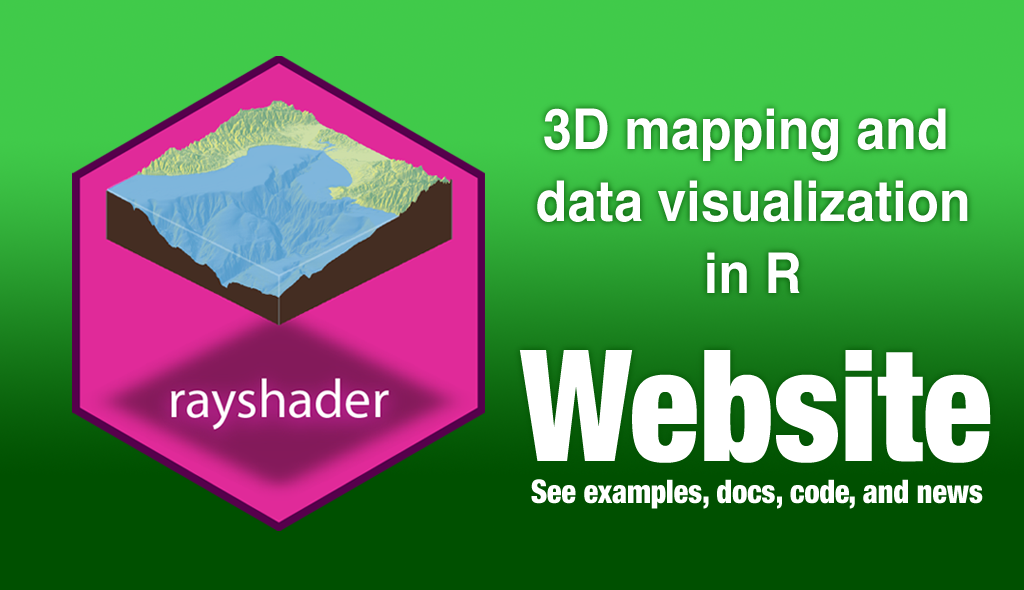 rayshader
3D mapping and
data visualization
in R
Website
See examples, docs, code, and news